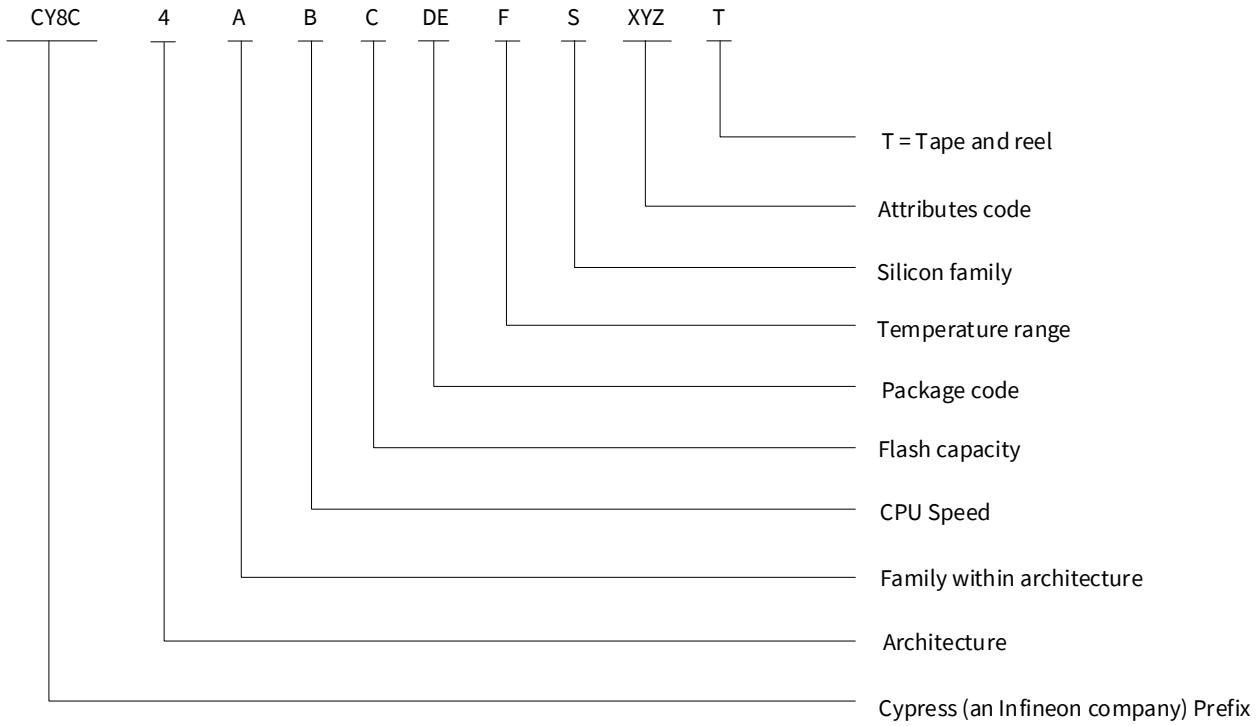 CY8C 4 A B C DE F S XYZ T
T = Tape and reel
Attributes code
Silicon family
Temperature range
Package code
Flash capacity
CPU Speed
Family within architecture
Architecture
Cypress (an Infineon company) Prefix